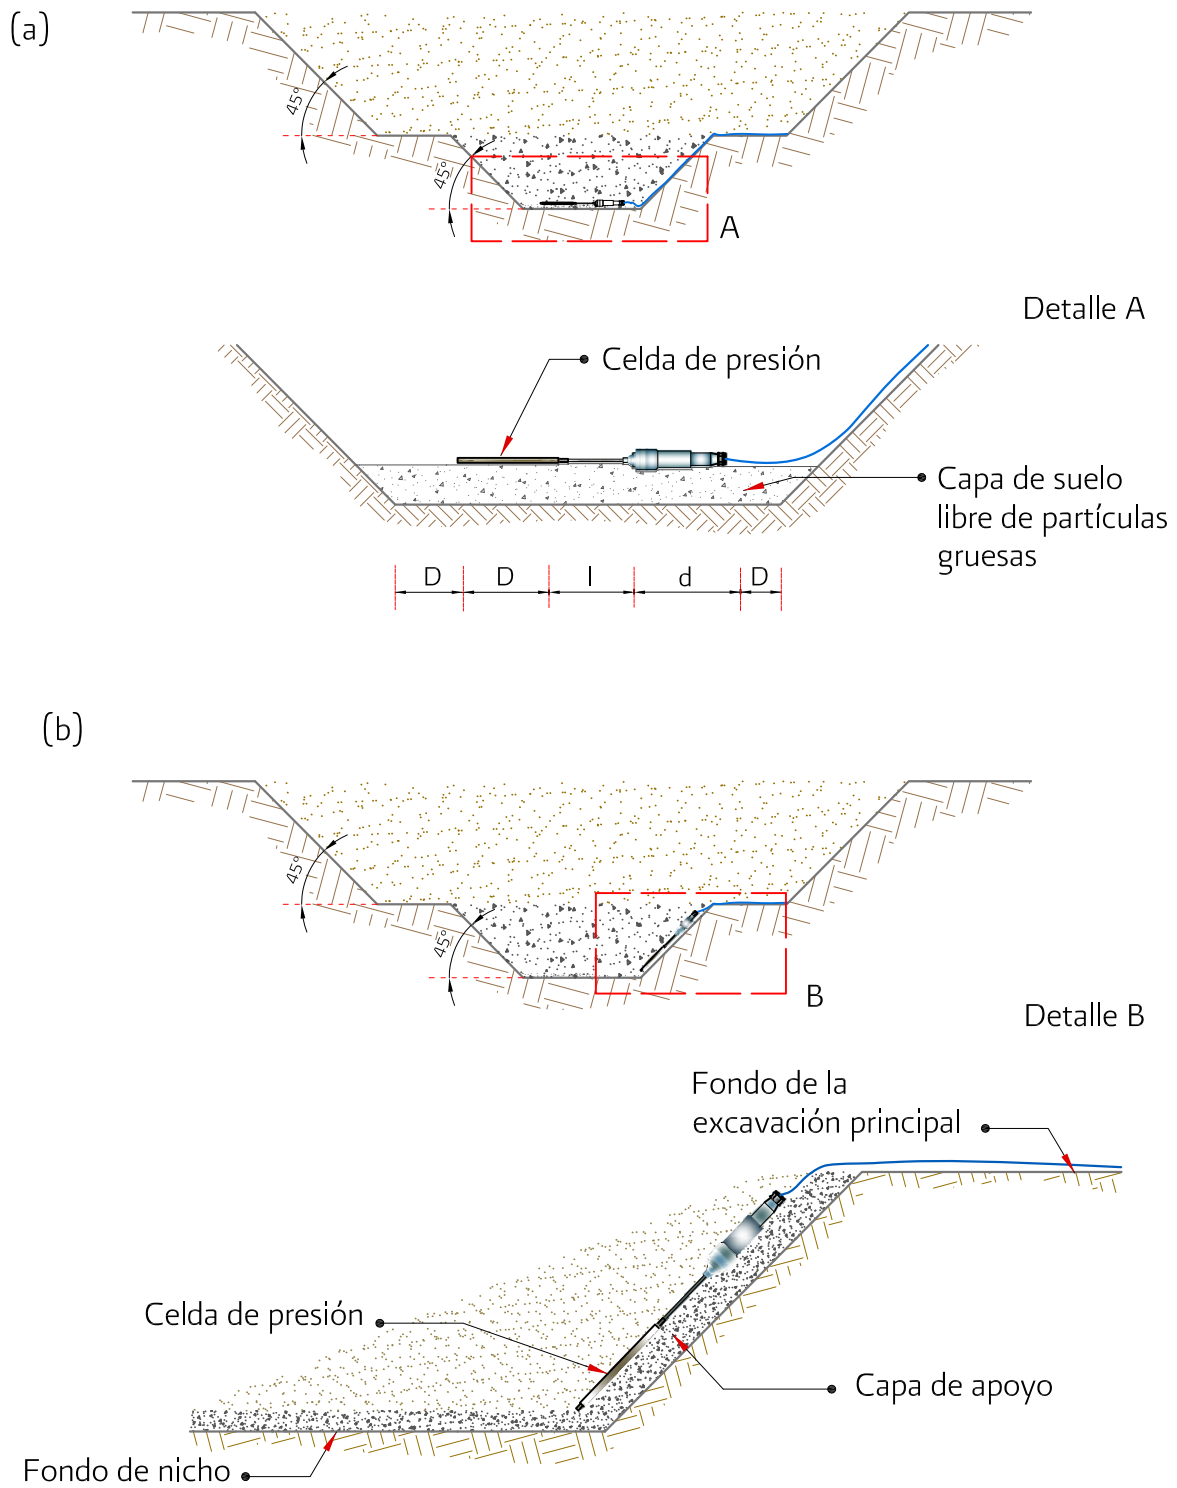 (a)
45°
45°
A
Detalle A
Celda de presión
Capa de suelo
libre de partículas
gruesas
D D l d D
(b)
45°
45°
B
Detalle B
Fondo de la
excavación principal
Celda de presión
Capa de apoyo
Fondo de nicho